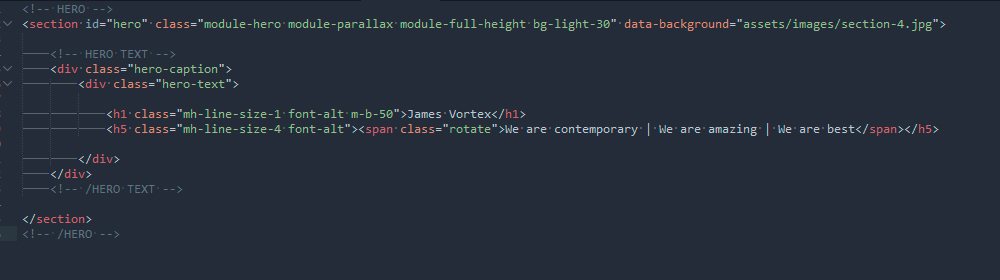 <!-- HERO -->
<section id="hero" class="module-hero module-parallax module-full-height bg-light-30" data-background="assets/images/section-4.jpg">
<!-- HERO TEXT -->
<div class="hero-caption">
<div class="hero-text">
<h1 class="mh-line-size-1 font-alt m-b-50">James Vortex</h1>
<h5 class="mh-line-size-4 font-alt"><span class="rotate">We are contemporary | We are amazing | We are best</span></h5>
</div>
</div>
<!-- /HERO TEXT -->
</section>
<!-- /HERO -->